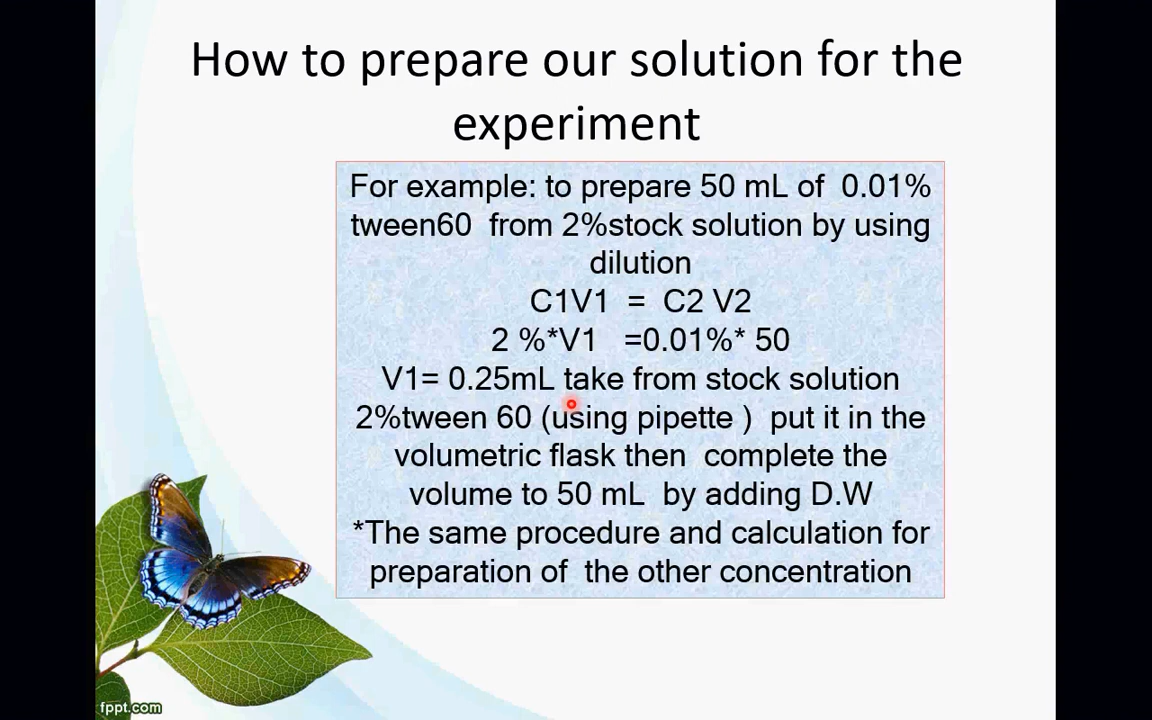 How to prepare our solution for the
experiment
For example: to prepare 50 mL of 0.01%
tween60 from 2%stock solution by using
dilution
C1V1 = C2 V2
2 %*V1 =0.01%* 50
V1= 0.25mL take from stock solution
2%tween 60 (using pipette ) put it in the
volumetric flask then complete the
volume to 50 mL by adding D.W
*The same procedure and calculation for
preparation of the other concentration
fppt.com